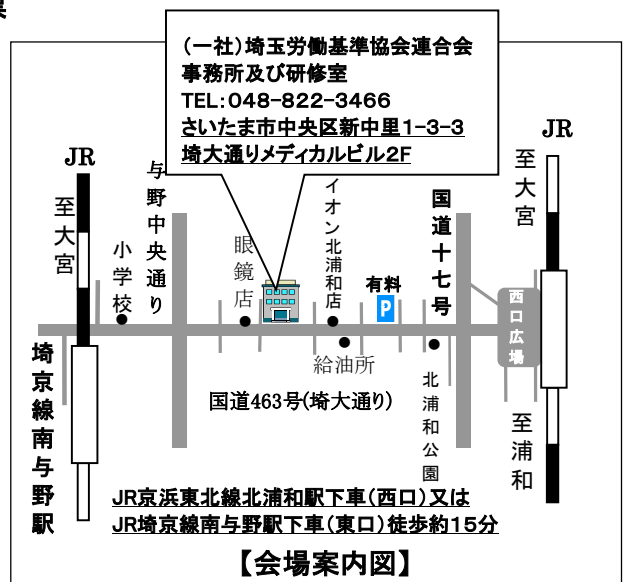 集
（一社）埼玉労働基準協会連合会
事務所及び研修室
TEL：048-822-3466
さいたま市中央区新中里1-3-3
埼大通りメディカルビル2F
JR
至大宮
小学校
与野中央通り
眼鏡店
イオン北浦和店
有料
P
国道十七号
JR
至大宮
西口広場
給油所
国道463号(埼大通り)
北浦和公園
至浦和
埼京線南与野駅
JR京浜東北線北浦和駅下車（西口）又は
JR埼京線南与野駅下車（東口）徒歩約15分
【会場案内図】